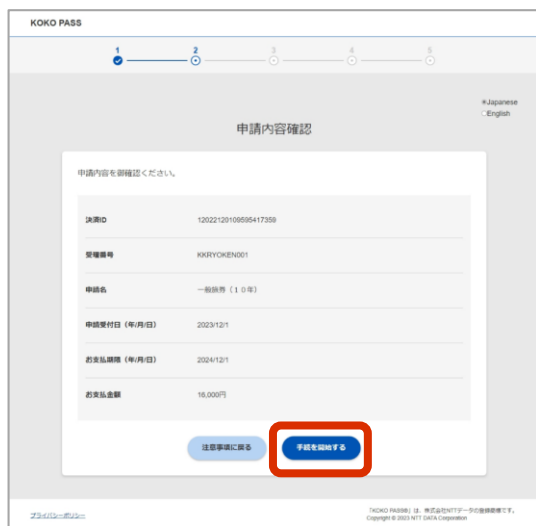 KOKO PASS
1 2 3 4 5
Japanese
English
申請内容確認
申請内容を御確認ください。
決済ID 12022120109595417359
受理番号 KKRYOKEN001
申請名 一般旅券(10年)
申請受付日(年/月/日) 2023/12/1
お支払期限(年/月/日) 2024/12/1
お支払金額 16,000円
注意事項に戻る 手続を開始する
プライバシーポリシー
「KOKO PASS®」は、株式会社NTTデータの登録商標です。
Copyright © 2023 NTT DATA Corporation